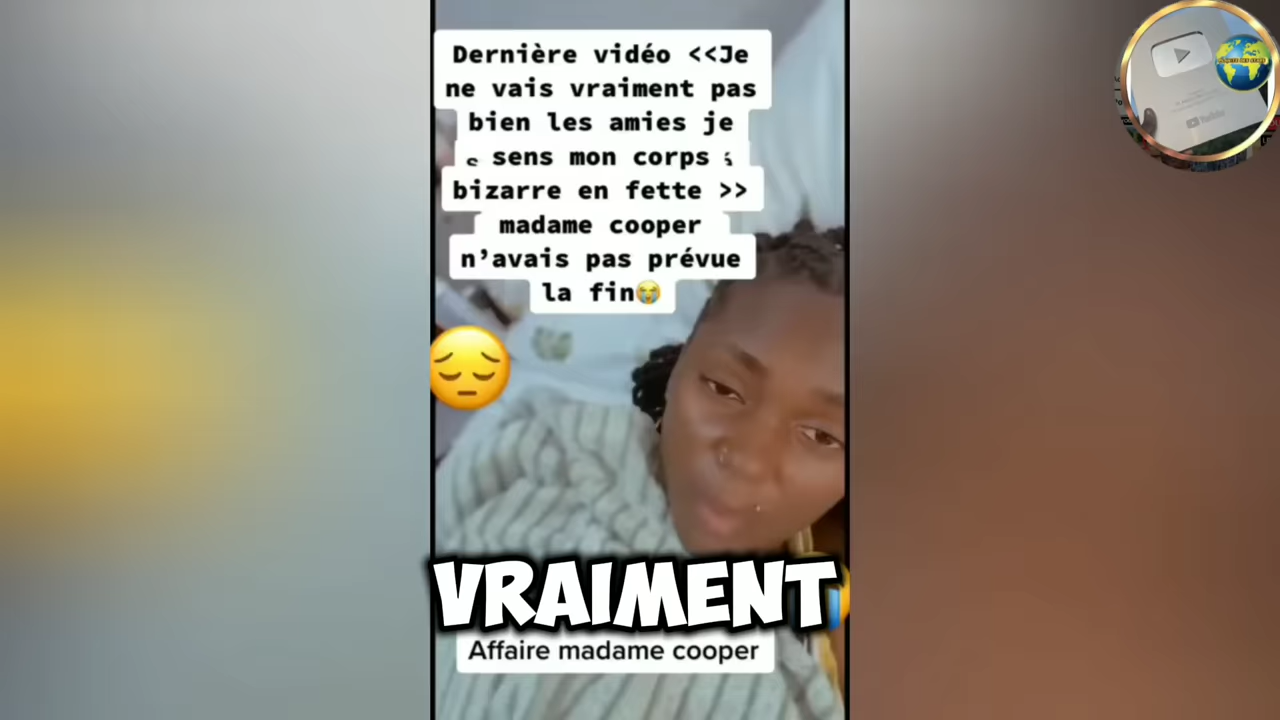 Dernière vidéo <<Je
ne vais vraiment pas
bien les amies je
sens mon corps
bizarre en fette >>
madame cooper
n’avais pas prévue
la fin😭
VRAIMENT
Affaire madame cooper
YouTube